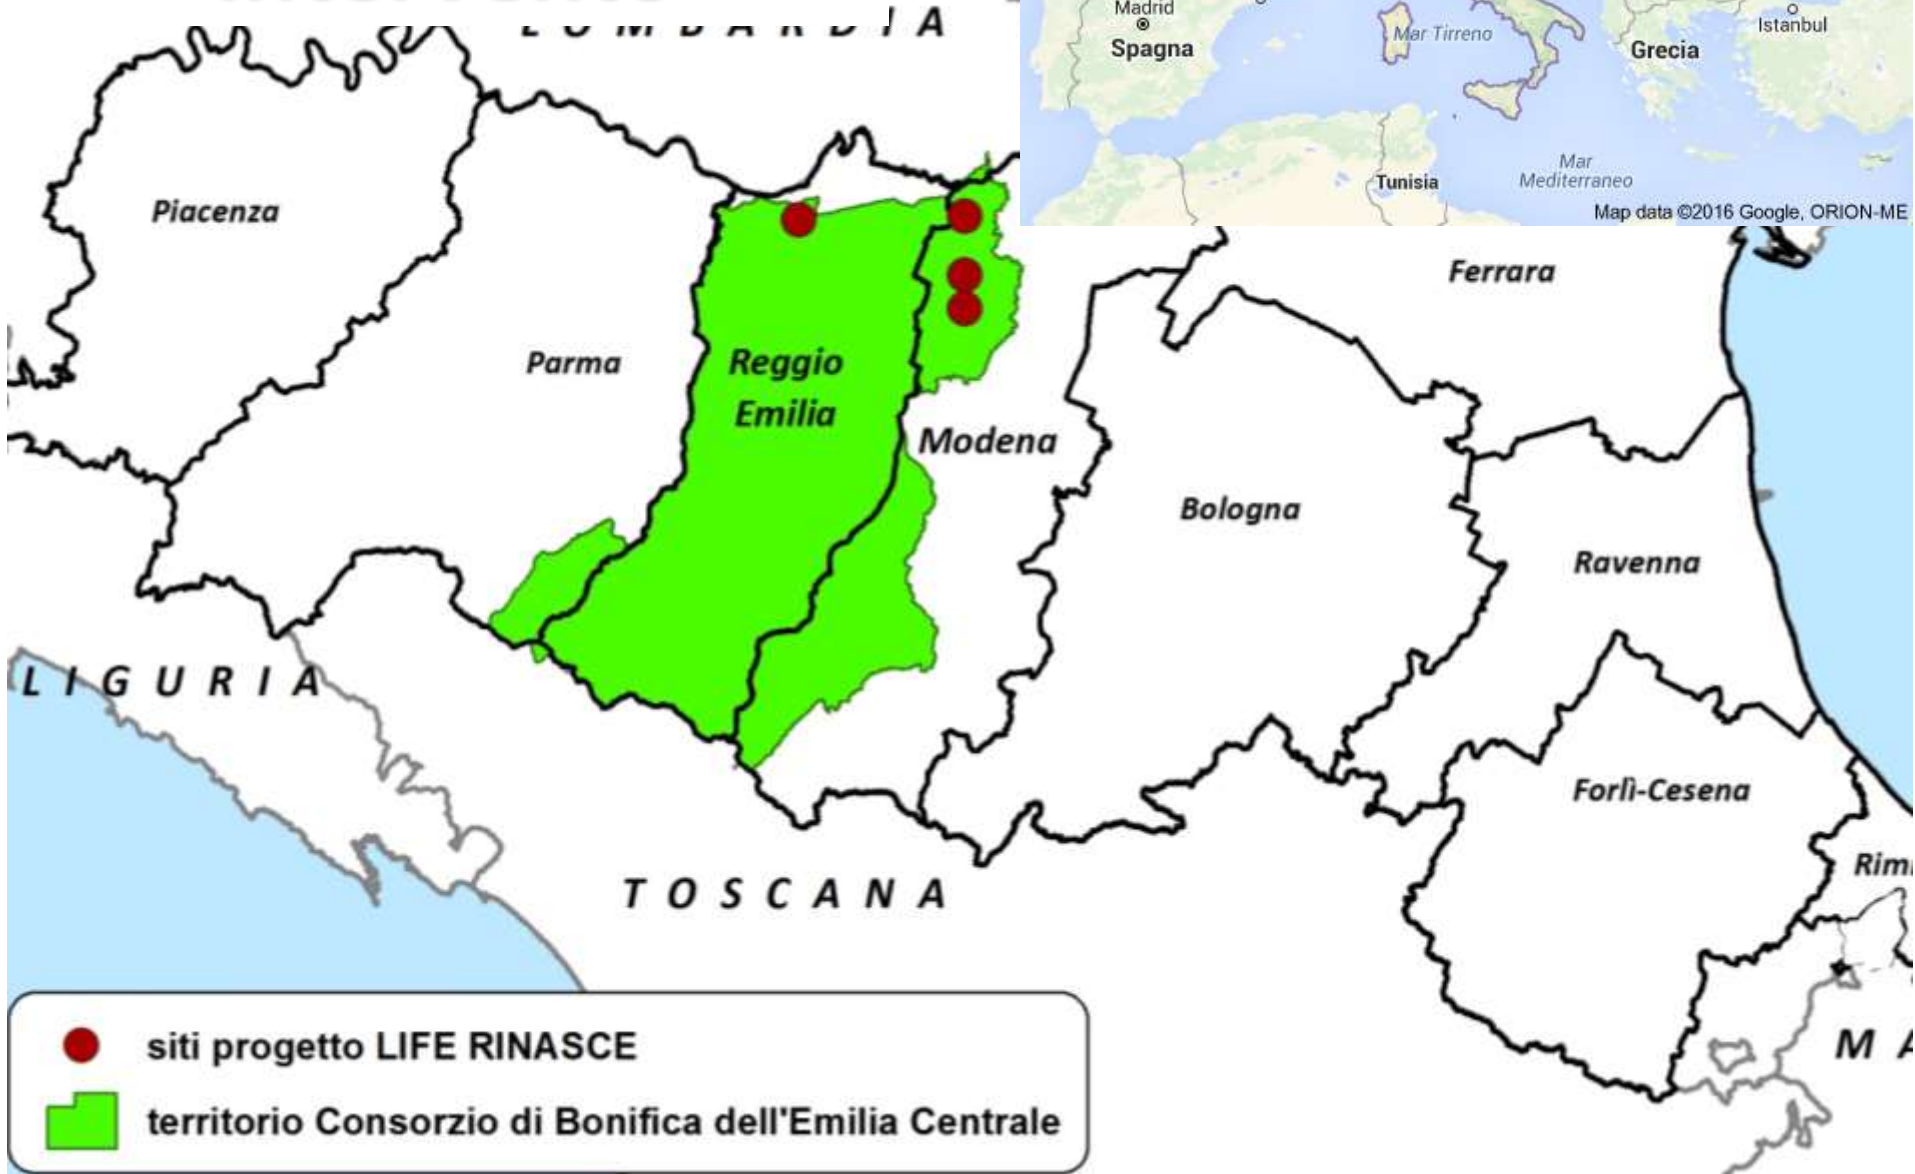 LOMBARDIA
Madrid
Spagna
Mar Tirreno
Grecia
Istanbul
Tunisia
Mar
Mediterraneo
Map data ©2016 Google, ORION-ME
Piacenza
Parma
Reggio
Emilia
Modena
Bologna
Ferrara
Ravenna
Forlì-Cesena
Rim
LIGURIA
TOSCANA
M A
siti progetto LIFE RINASCE
territorio Consorzio di Bonifica dell'Emilia Centrale